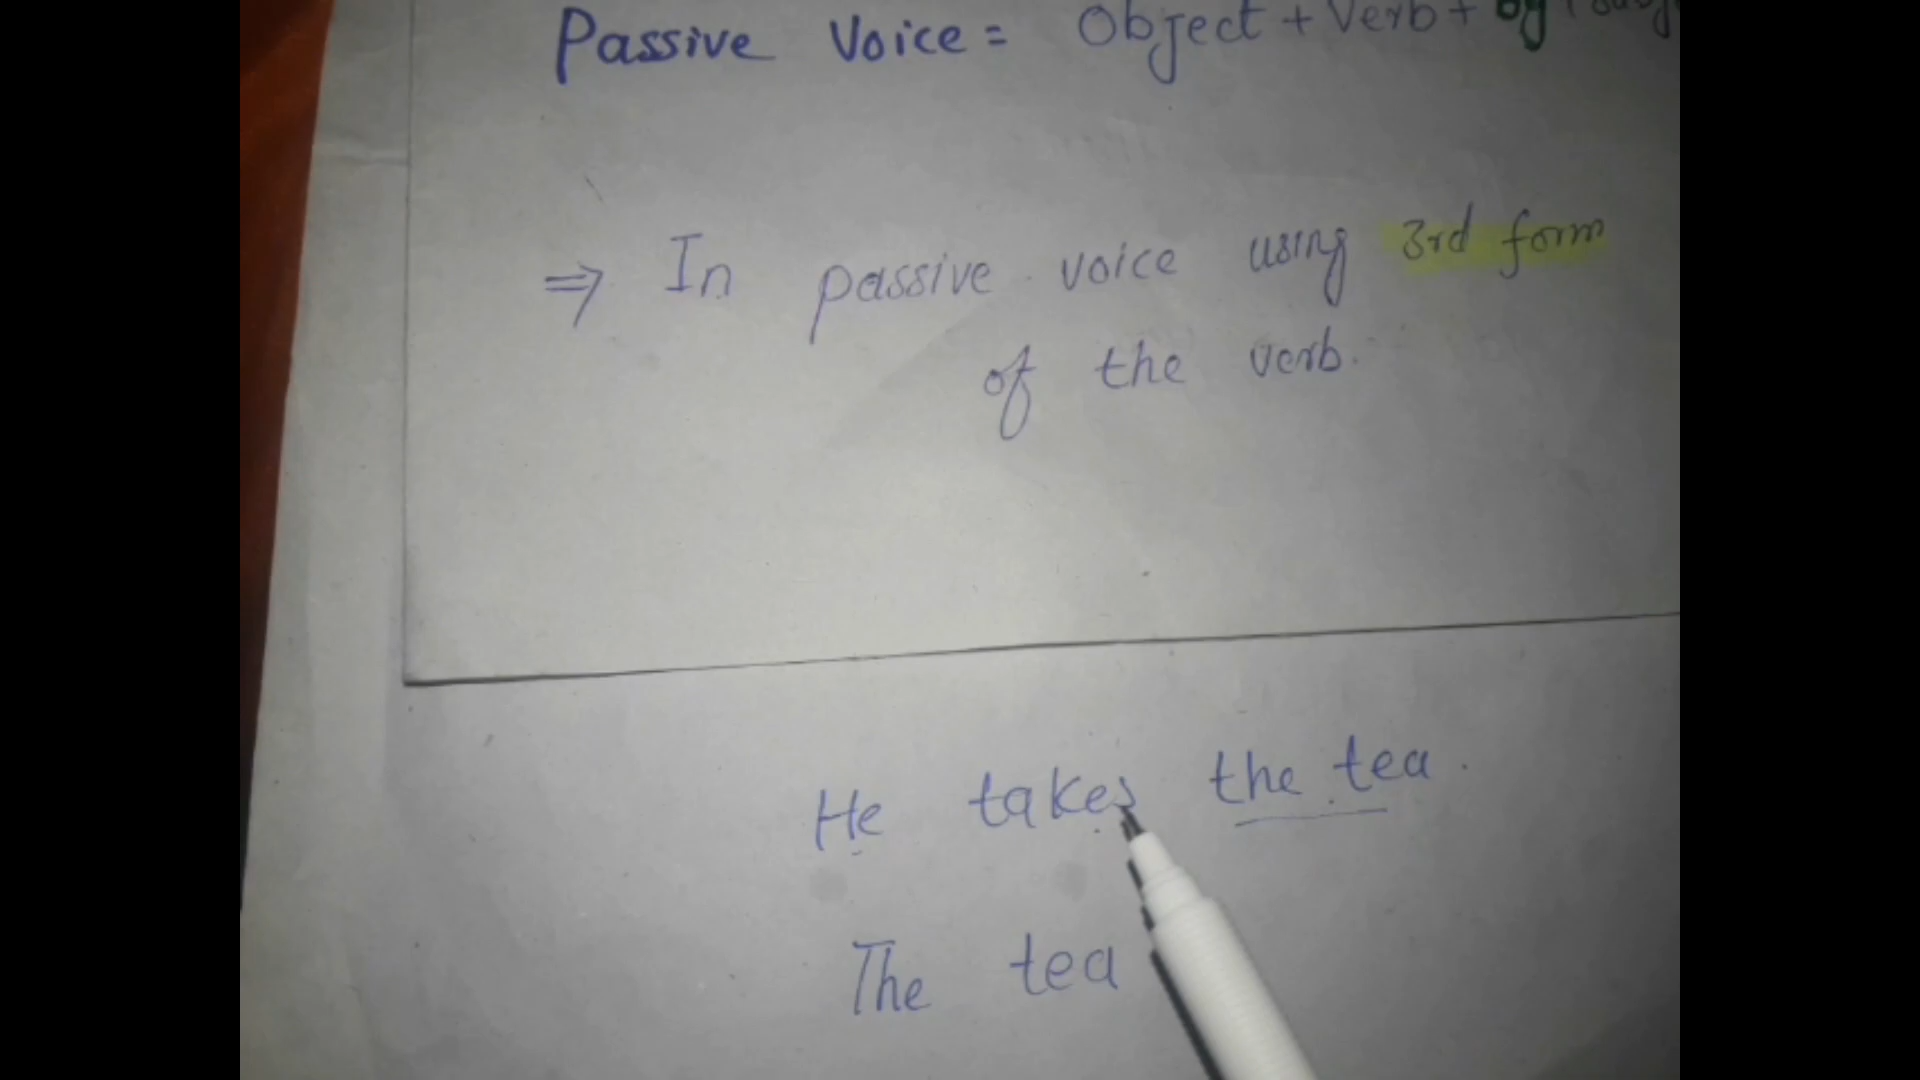 Passive Voice = Object + Verb + by +
⇒ In passive voice using 3rd form
of the verb.
He takes the tea.
The tea